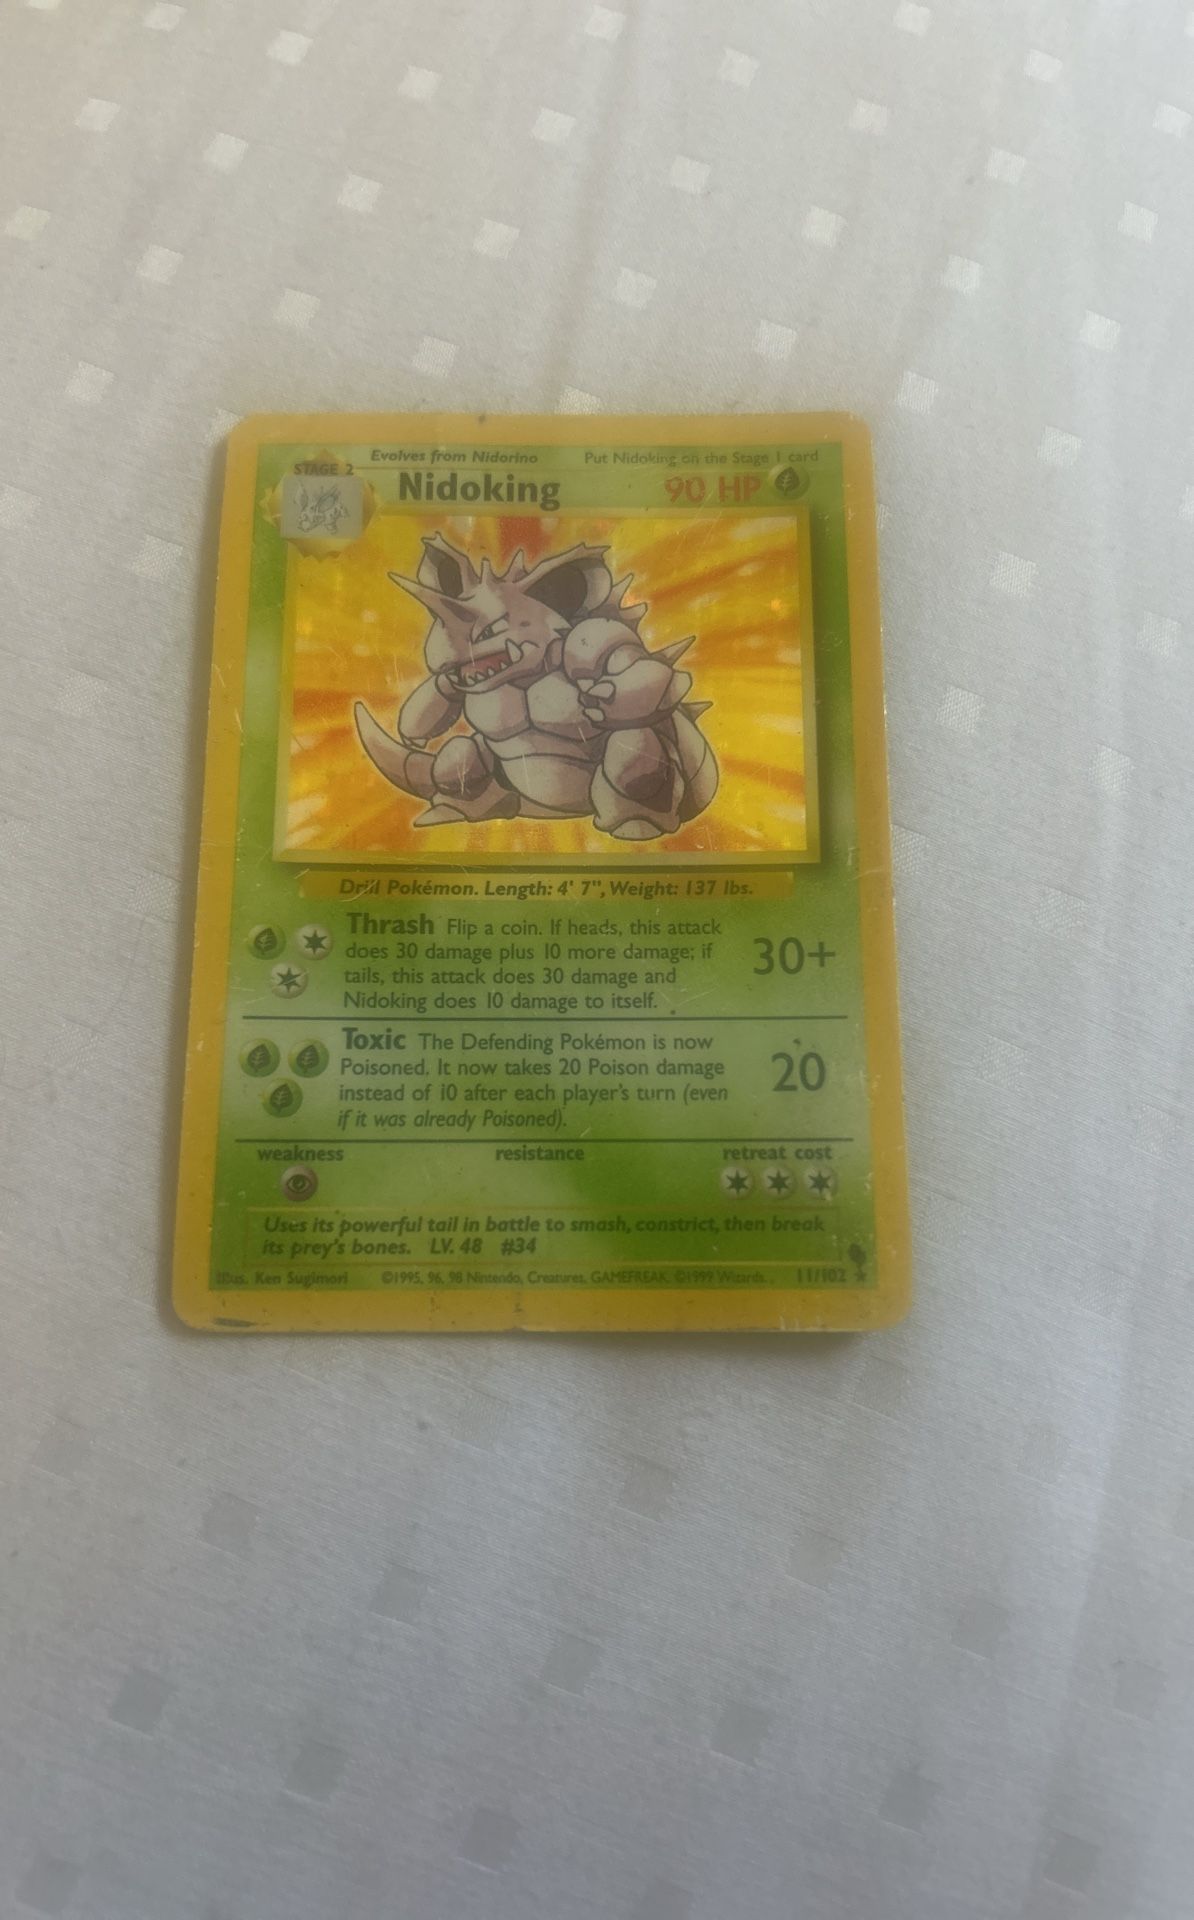 Evolves from Nidorino Put Nidoking on the Stage 1 card
STAGE 2
Nidoking 90 HP
Drill Pokémon. Length: 4' 7", Weight: 137 lbs.
Thrash Flip a coin. If heads, this attack
does 30 damage plus 10 more damage; if
tails, this attack does 30 damage and
Nidoking does 10 damage to itself.
30+
Toxic The Defending Pokémon is now
Poisoned. It now takes 20 Poison damage
instead of 10 after each player's turn (even
if it was already Poisoned).
20
weakness resistance retreat cost
Uses its powerful tail in battle to smash, constrict, then break
its prey's bones. LV. 48 #34
Illus. Ken Sugimori ©1995, 96, 98 Nintendo, Creatures, GAMEFREAK. ©1999 Wizards. 11/102